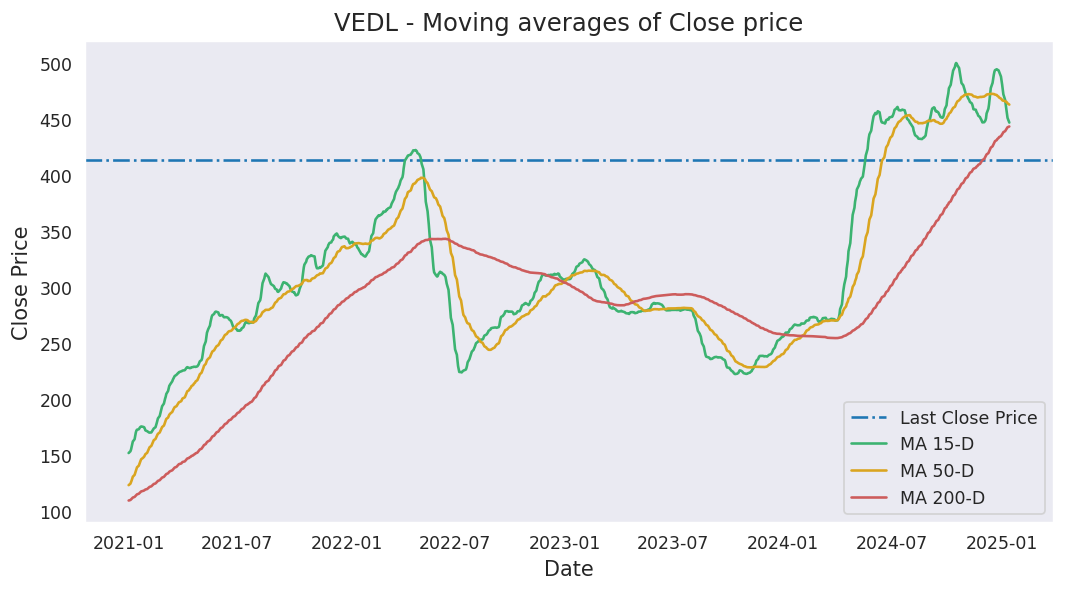 VEDL - Moving averages of Close price
Close Price
500
450
400
350
300
250
200
150
100
2021-01 2021-07 2022-01 2022-07 2023-01 2023-07 2024-01 2024-07 2025-01
Date
Last Close Price
MA 15-D
MA 50-D
MA 200-D